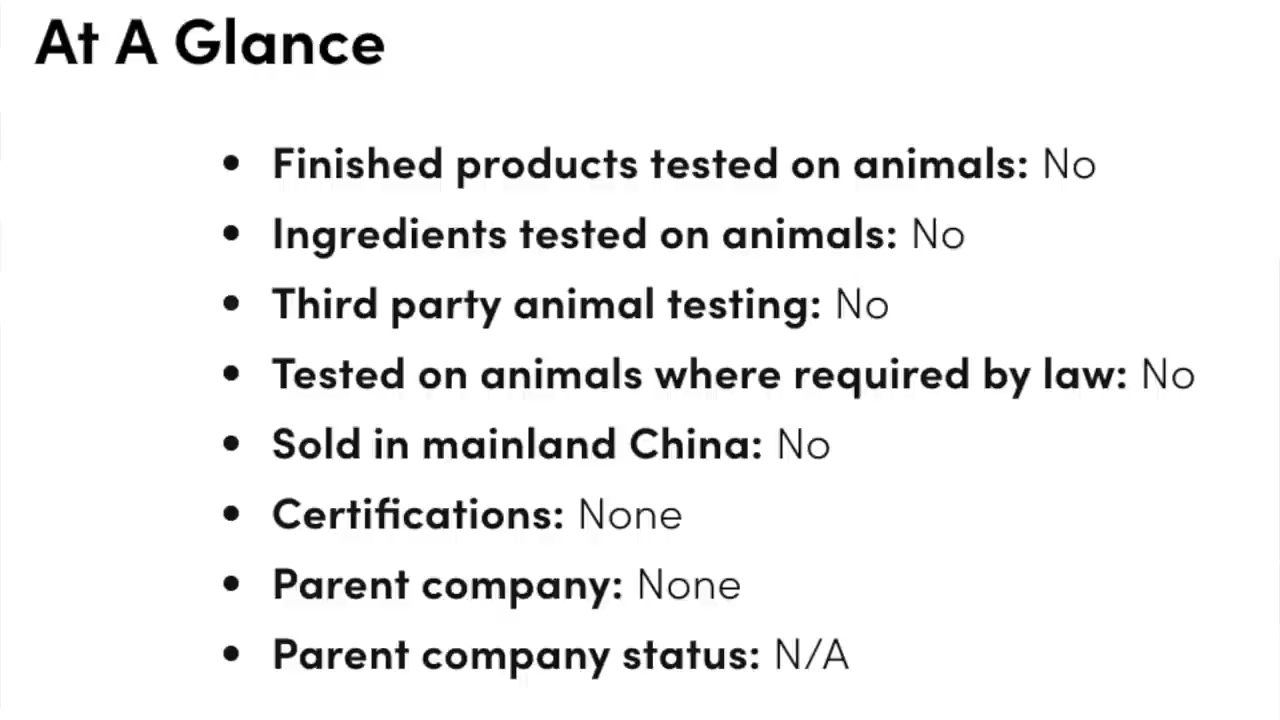 At A Glance
• Finished products tested on animals: No
• Ingredients tested on animals: No
• Third party animal testing: No
• Tested on animals where required by law: No
• Sold in mainland China: No
• Certifications: None
• Parent company: None
• Parent company status: N/A